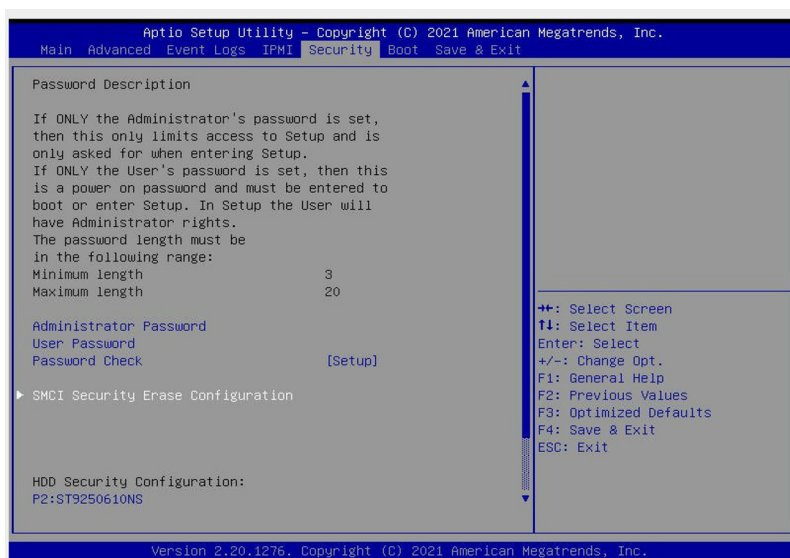 Aptio Setup Utility – Copyright (C) 2021 American Megatrends, Inc.
Main Advanced Event Logs IPMI Security Boot Save & Exit
Password Description
If ONLY the Administrator's password is set,
then this only limits access to Setup and is
only asked for when entering Setup.
If ONLY the User's password is set, then this
is a power on password and must be entered to
boot or enter Setup. In Setup the User will
have Administrator rights.
The password length must be
in the following range:
Minimum length 3
Maximum length 20
Administrator Password
User Password
Password Check [Setup]
SMCI Security Erase Configuration
HDD Security Configuration:
P2:ST9250610NS
→←: Select Screen
↑↓: Select Item
Enter: Select
+/-: Change Opt.
F1: General Help
F2: Previous Values
F3: Optimized Defaults
F4: Save & Exit
ESC: Exit
Version 2.20.1276. Copyright (C) 2021 American Megatrends, Inc.